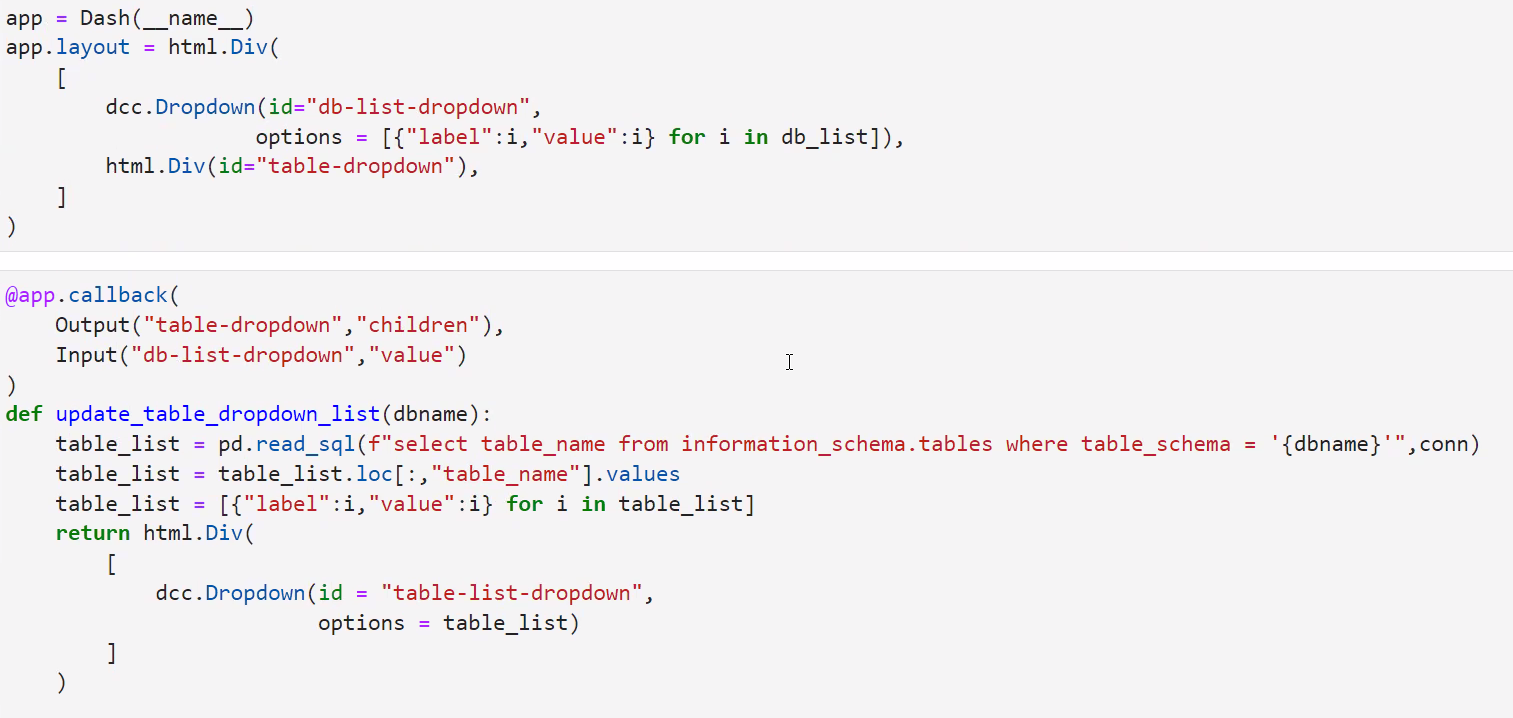 app = Dash(__name__)
app.layout = html.Div(
    [
        dcc.Dropdown(id="db-list-dropdown",
                    options = [{"label":i,"value":i} for i in db_list]),
        html.Div(id="table-dropdown"),
    ]
)
@app.callback(
    Output("table-dropdown","children"),
    Input("db-list-dropdown","value")
)
def update_table_dropdown_list(dbname):
    table_list = pd.read_sql(f"select table_name from information_schema.tables where table_schema = '{dbname}'",conn)
    table_list = table_list.loc[:,"table_name"].values
    table_list = [{"label":i,"value":i} for i in table_list]
    return html.Div(
        [
            dcc.Dropdown(id = "table-list-dropdown",
                         options = table_list)
        ]
    )